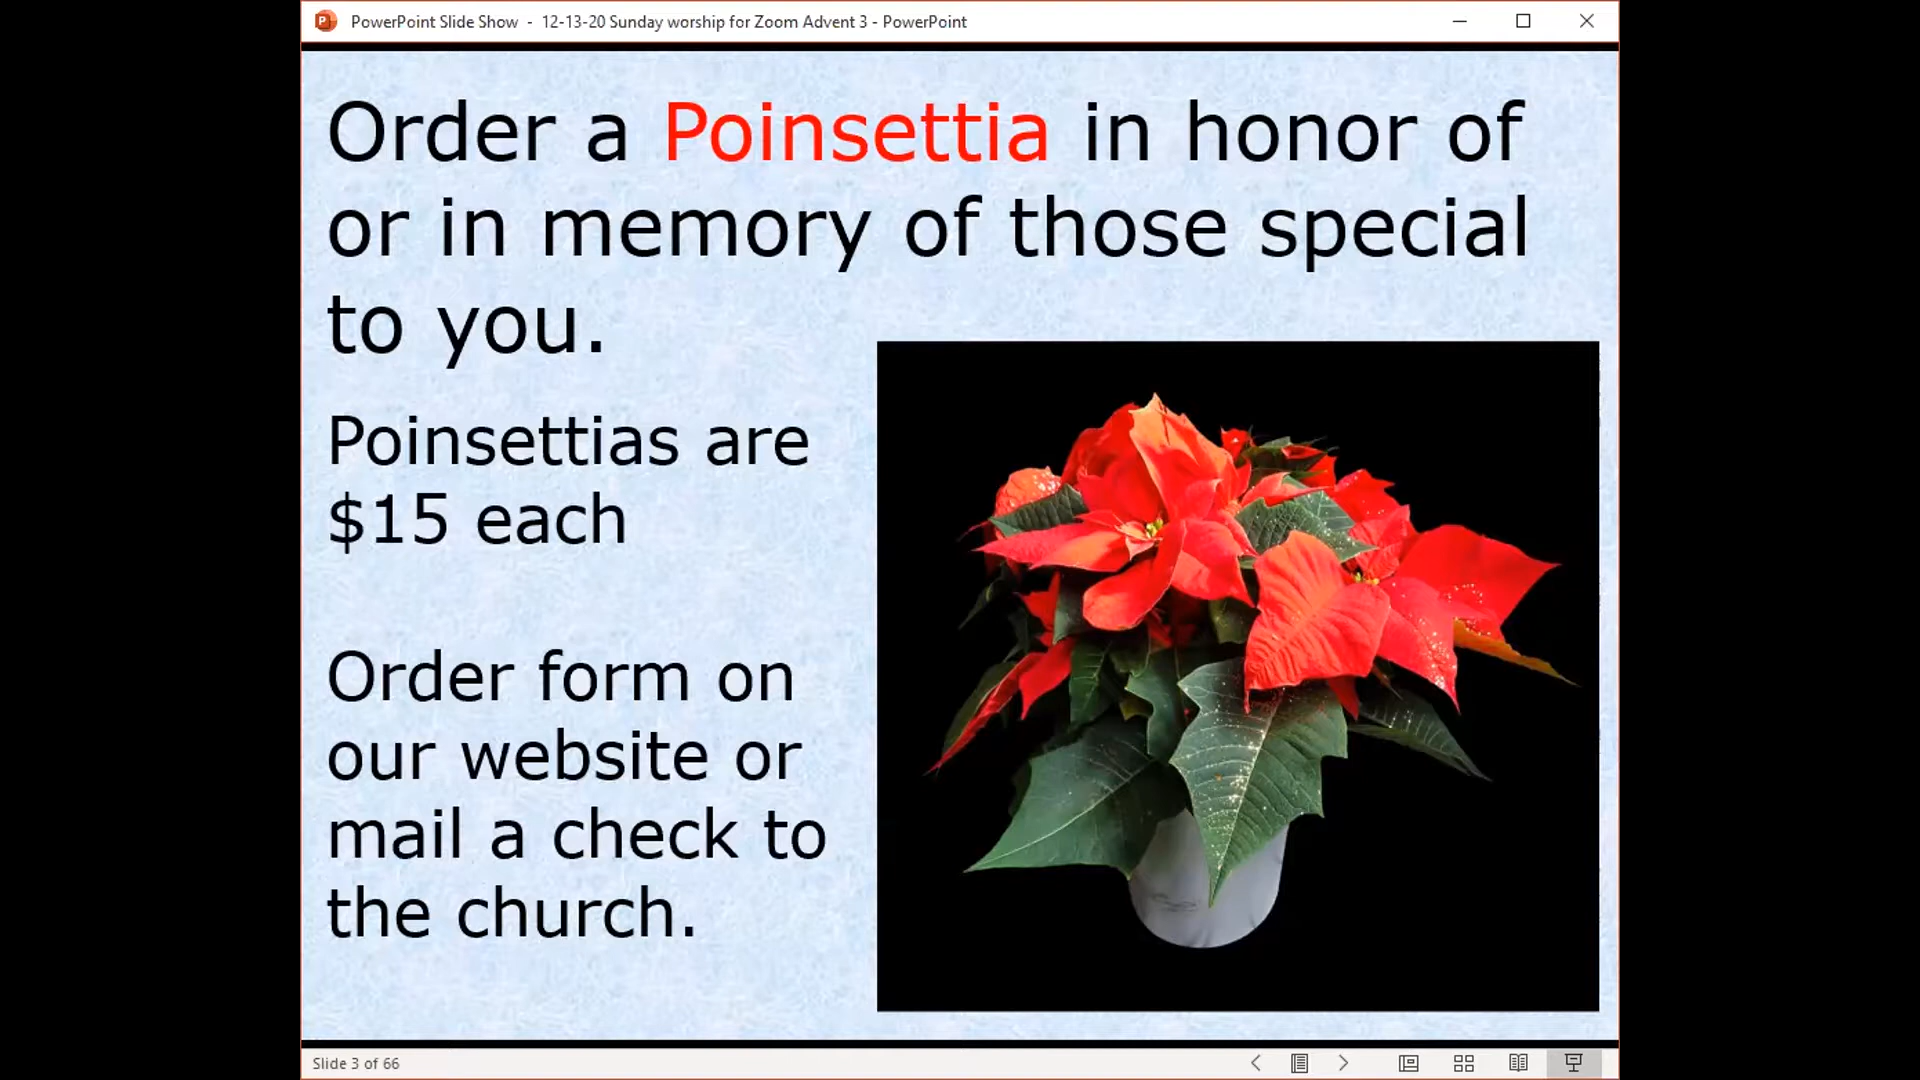 PowerPoint Slide Show - 12-13-20 Sunday worship for Zoom Advent 3 - PowerPoint
Order a Poinsettia in honor of
or in memory of those special
to you.
Poinsettias are
$15 each
Order form on
our website or
mail a check to
the church.
Slide 3 of 66